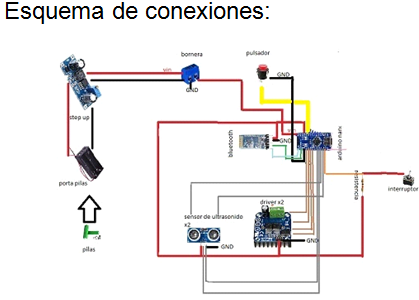 Esquema de conexiones:
bornera
pulsador
vin
GND
GND
step up
bluetooth
GND
arduino nano
porta pilas
resistencia
interruptor
driver x2
sensor de ultrasonido
x2
GND
GND
pilas